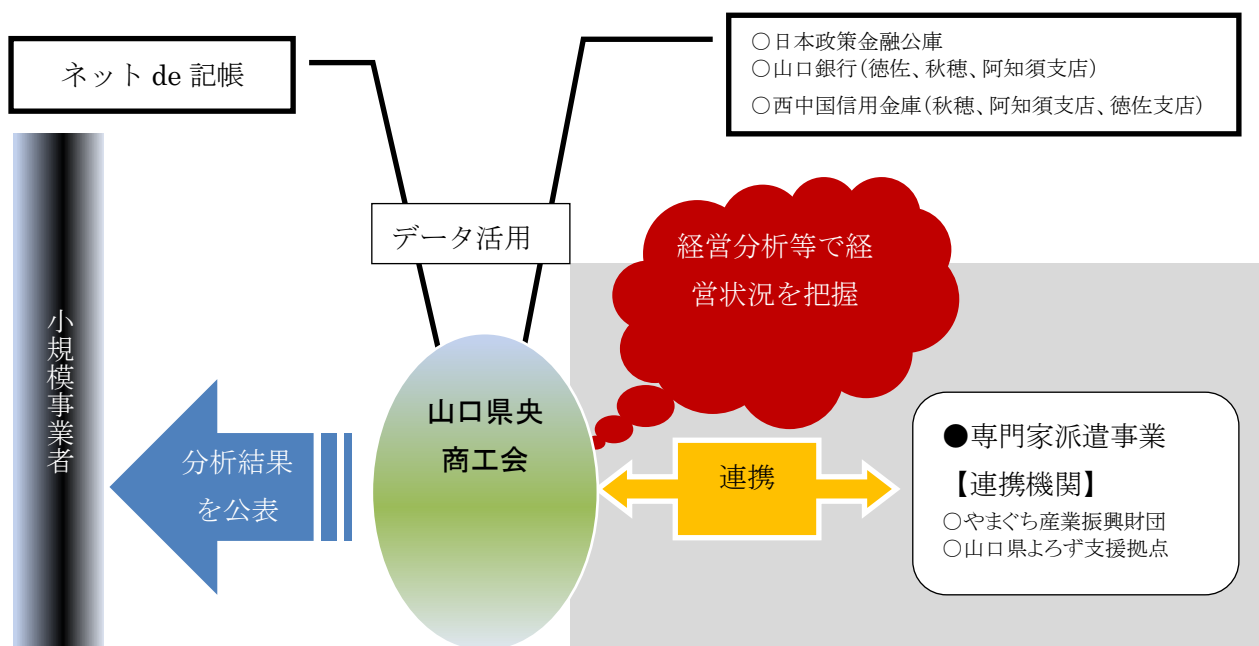 ネット de 記帳
○日本政策金融公庫
○山口銀行(徳佐、秋穂、阿知須支店)
○西中国信用金庫(秋穂、阿知須支店、徳佐支店)
データ活用
経営分析等で経
営状況を把握
小規模事業者
分析結果
を公表
山口県央
商工会
連携
●専門家派遣事業
【連携機関】
○やまぐち産業振興財団
○山口県よろず支援拠点